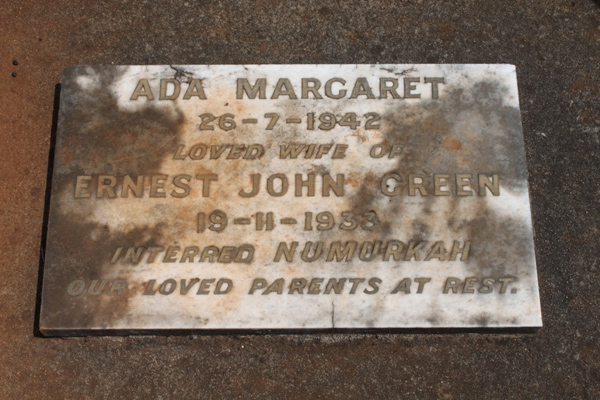 ADA MARGARET
26-7-1942
LOVED WIFE OF
ERNEST JOHN GREEN
19-11-1933
INTERRED NUMURKAH
OUR LOVED PARENTS AT REST.